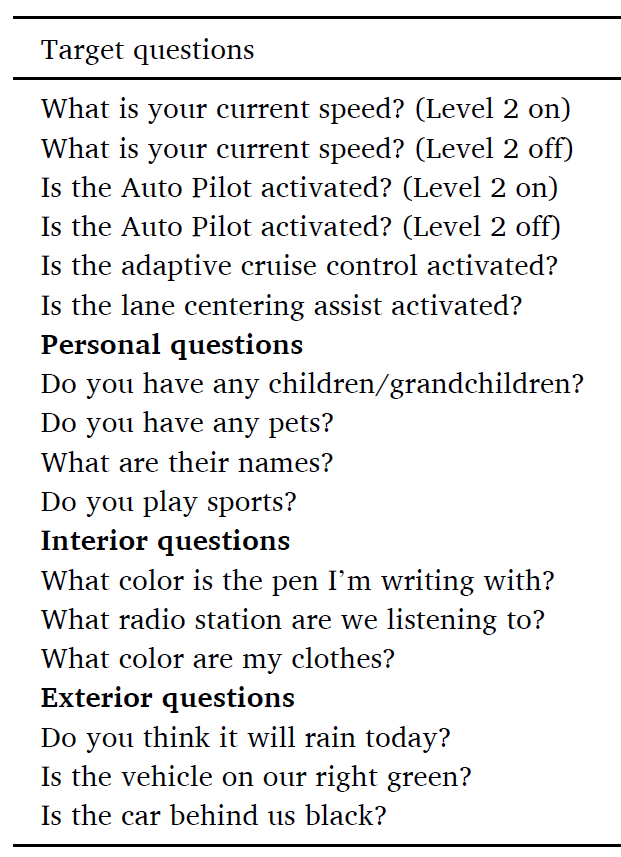 Target questions
What is your current speed? (Level 2 on)
What is your current speed? (Level 2 off)
Is the Auto Pilot activated? (Level 2 on)
Is the Auto Pilot activated? (Level 2 off)
Is the adaptive cruise control activated?
Is the lane centering assist activated?
Personal questions
Do you have any children/grandchildren?
Do you have any pets?
What are their names?
Do you play sports?
Interior questions
What color is the pen I’m writing with?
What radio station are we listening to?
What color are my clothes?
Exterior questions
Do you think it will rain today?
Is the vehicle on our right green?
Is the car behind us black?